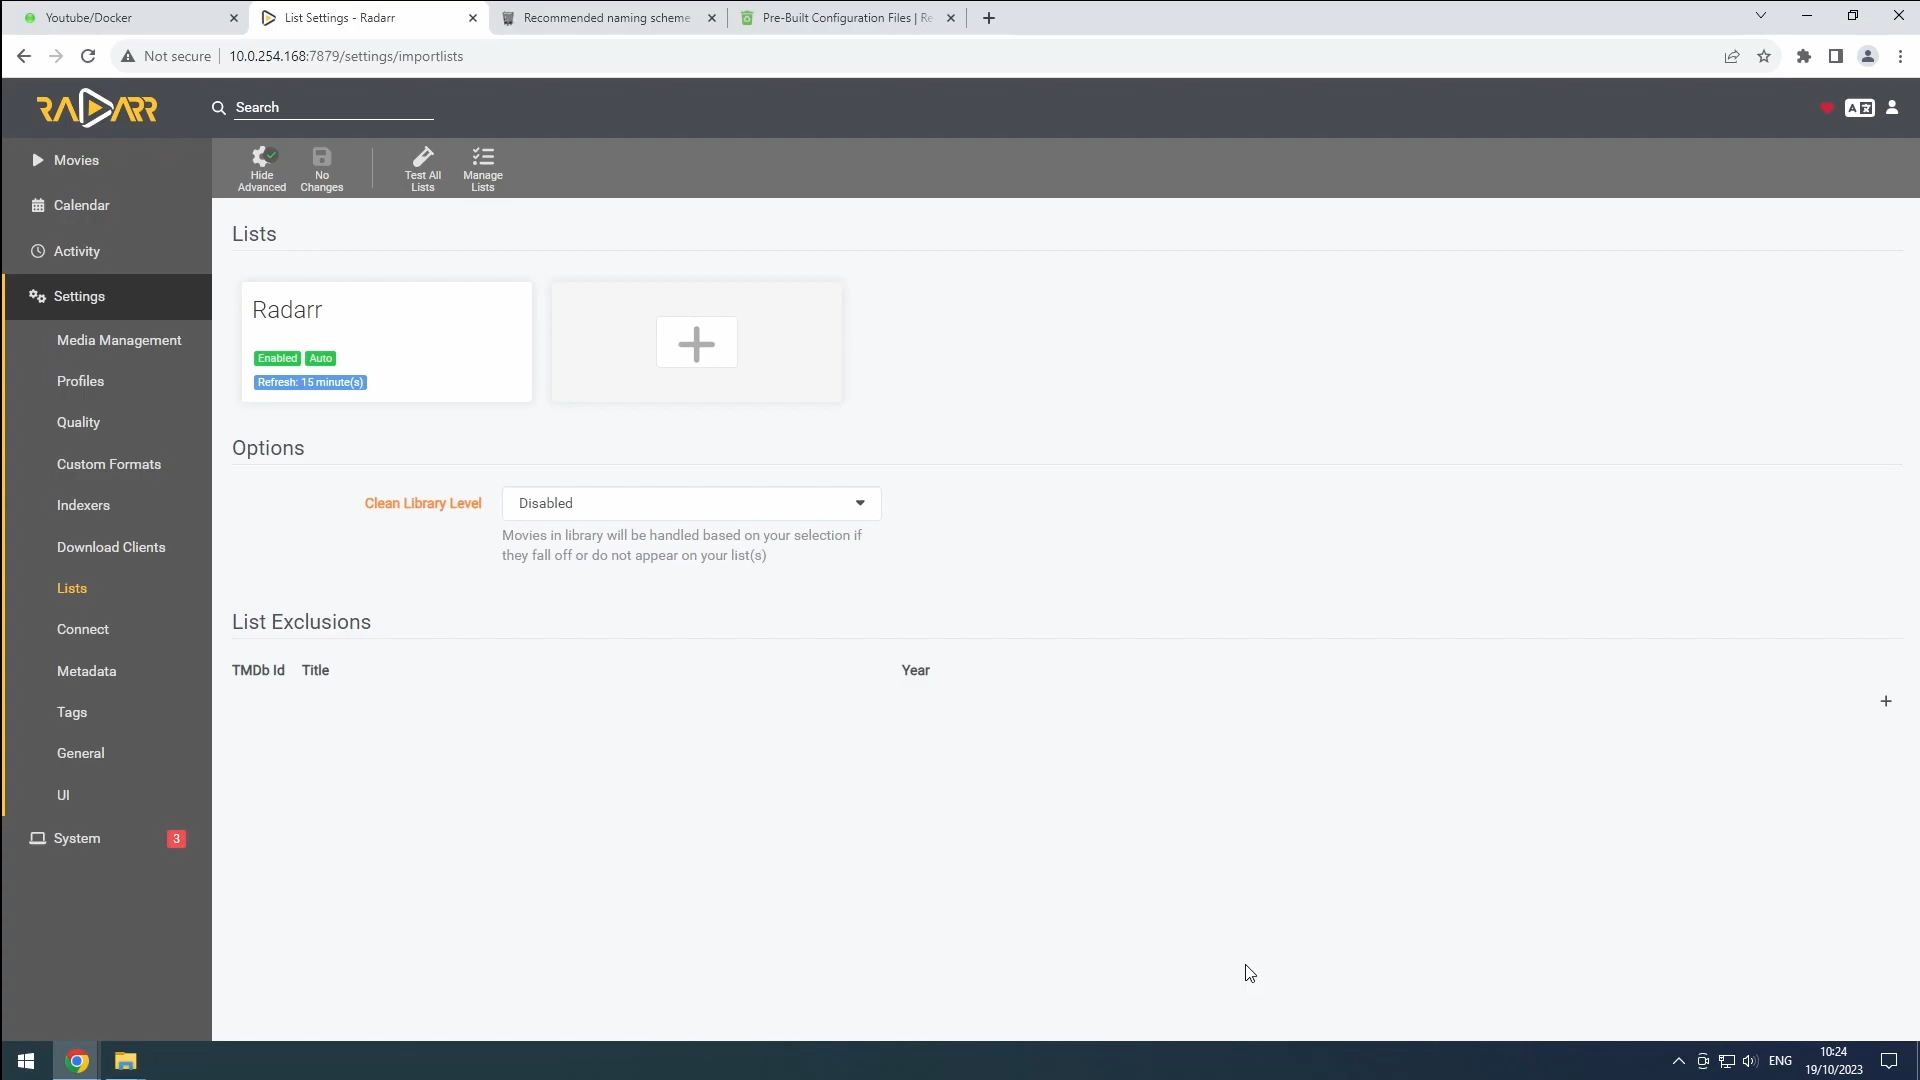 Youtube/Docker
List Settings - Radarr
Recommended naming scheme
Pre-Built Configuration Files | Re
Not secure
10.0.254.168:7879/settings/importlists
RADARR
Search
Movies
Calendar
Activity
Settings
Media Management
Profiles
Quality
Custom Formats
Indexers
Download Clients
Lists
Connect
Metadata
Tags
General
UI
System
3
Hide
Advanced
No
Changes
Test All
Lists
Manage
Lists
Lists
Radarr
Enabled Auto
Refresh: 15 minute(s)
Options
Clean Library Level
Disabled
Movies in library will be handled based on your selection if
they fall off or do not appear on your list(s)
List Exclusions
TMDb Id Title Year
ENG
10:24
19/10/2023